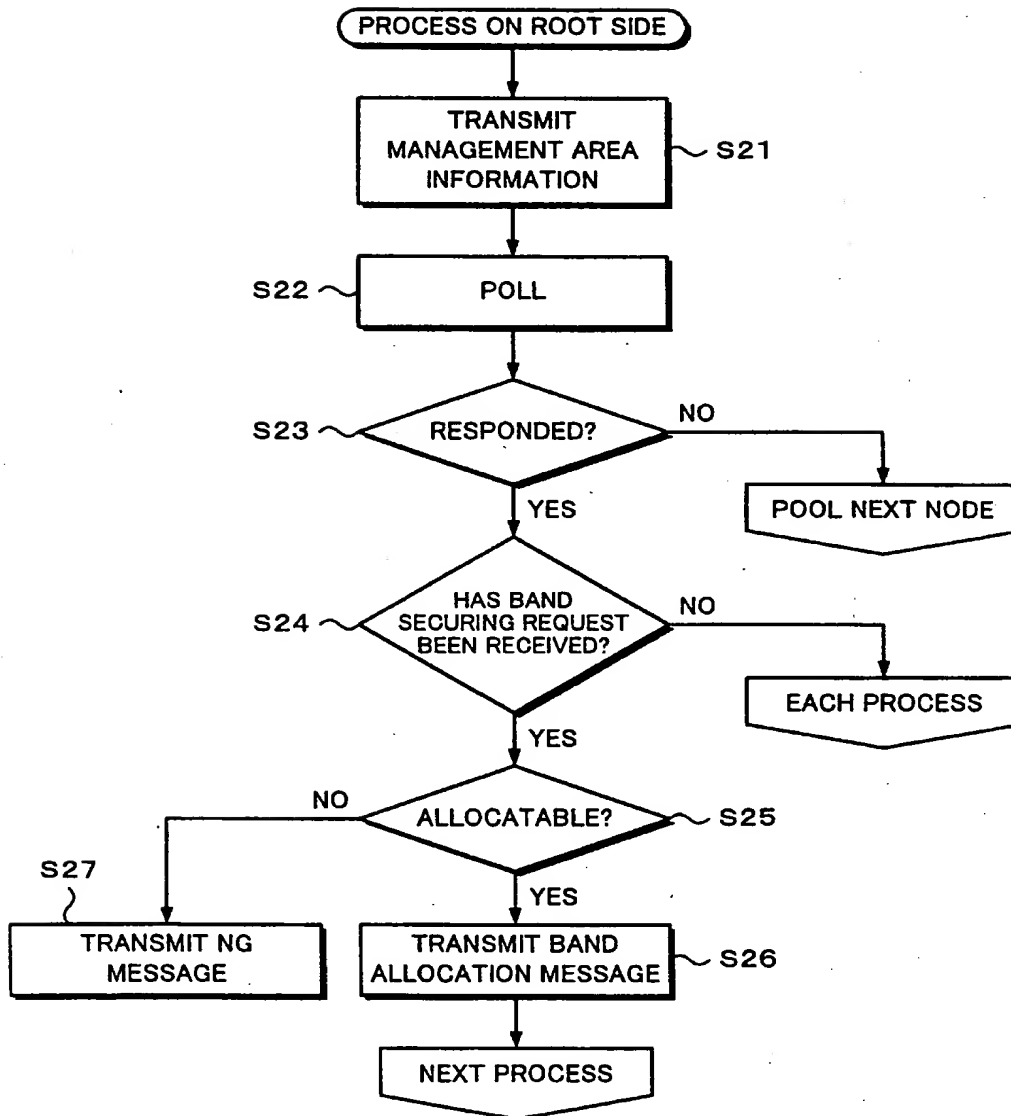 PROCESS ON ROOT SIDE
TRANSMIT
MANAGEMENT AREA
INFORMATION
S21
S22
POLL
S23
RESPONDED?
NO
YES
POOL NEXT NODE
S24
HAS BAND
SECURING REQUEST
BEEN RECEIVED?
NO
YES
EACH PROCESS
NO
ALLOCATABLE?
S25
S27
YES
TRANSMIT NG
MESSAGE
TRANSMIT BAND
ALLOCATION MESSAGE
S26
NEXT PROCESS